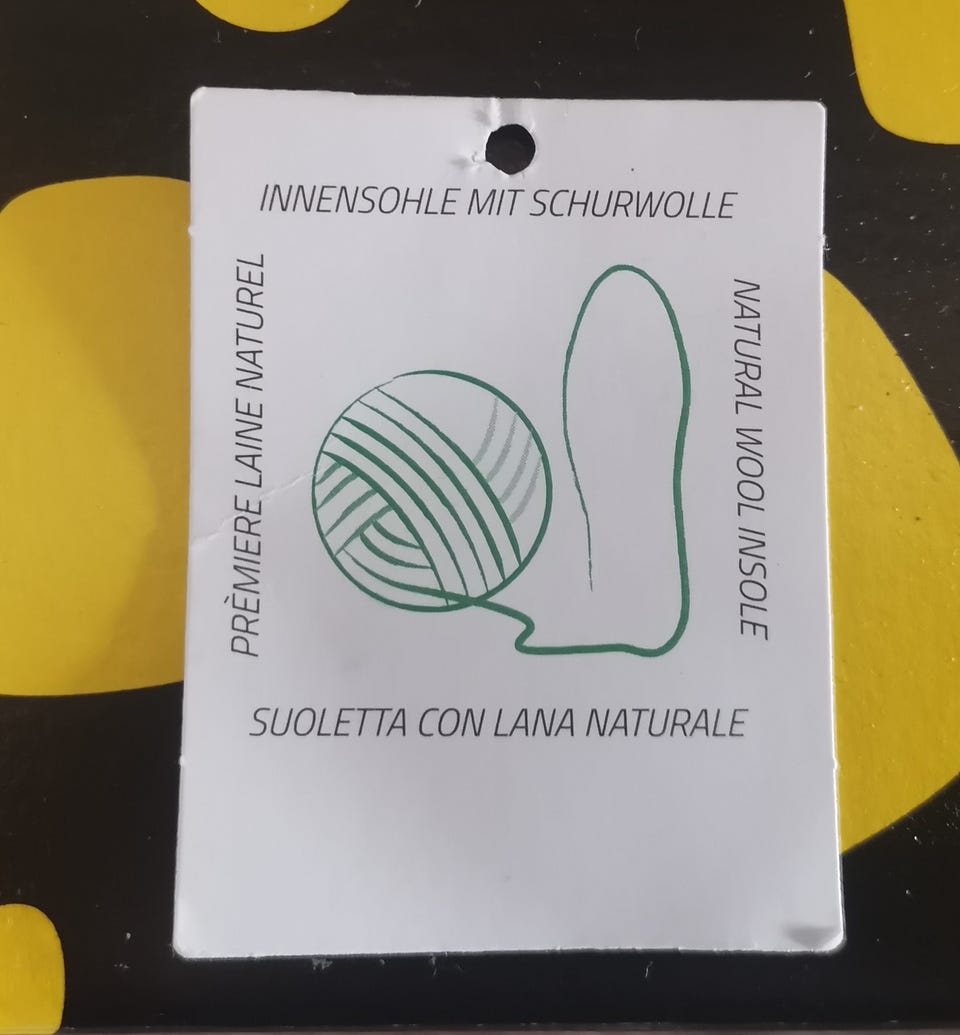 INNENSOHLE MIT SCHURWOLLE
PRÈMIERE LAINE NATUREL
NATURAL WOOL INSOLE
SUOLETTA CON LANA NATURALE